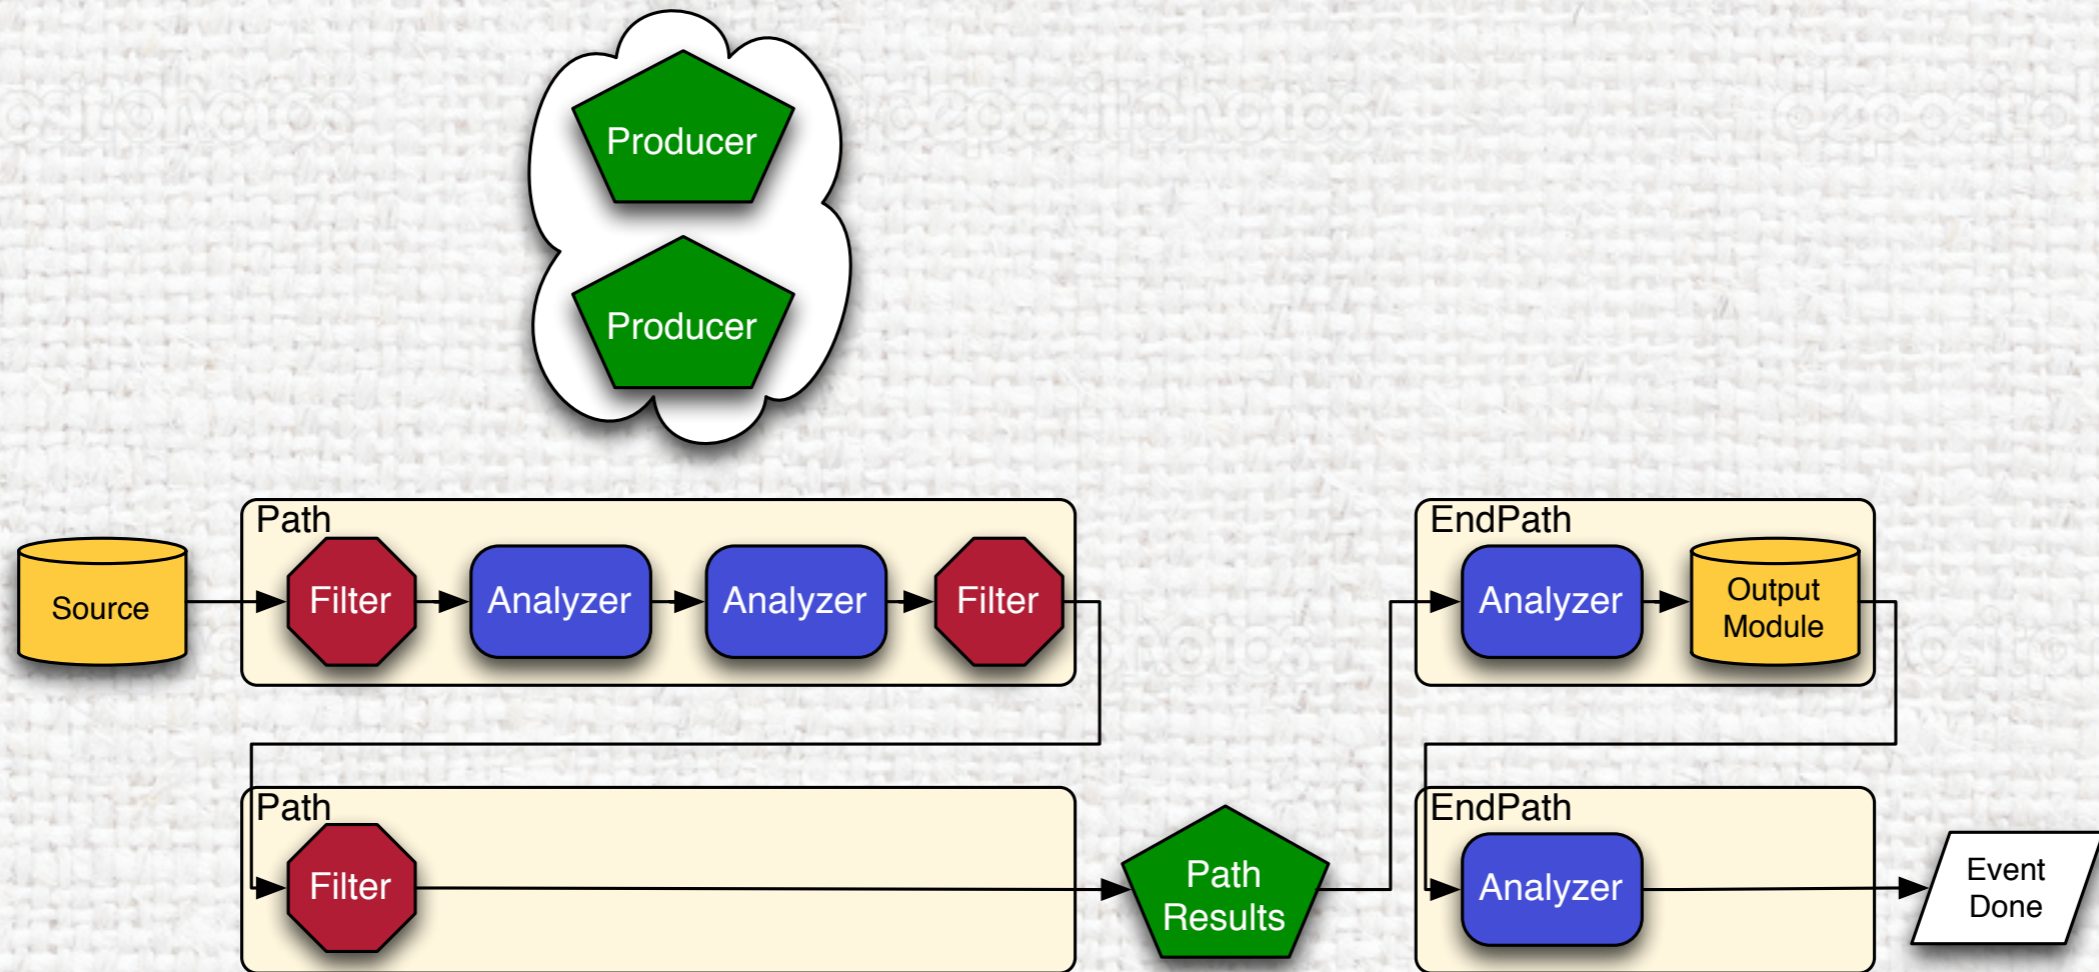 Producer
Producer
Path
Source
Filter
Analyzer
Analyzer
Filter
EndPath
Analyzer
Output
Module
Path
Filter
Path
Results
EndPath
Analyzer
Event
Done
depositphotos